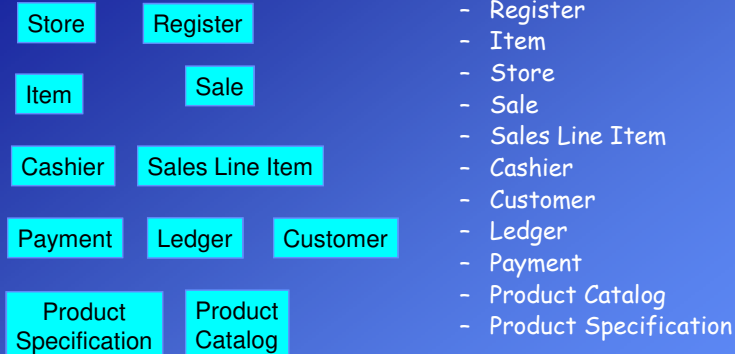 Store
Register
Item
Sale
Cashier
Sales Line Item
Payment
Ledger
Customer
Product
Specification
Product
Catalog
- Register
- Item
- Store
- Sale
- Sales Line Item
- Cashier
- Customer
- Ledger
- Payment
- Product Catalog
- Product Specification